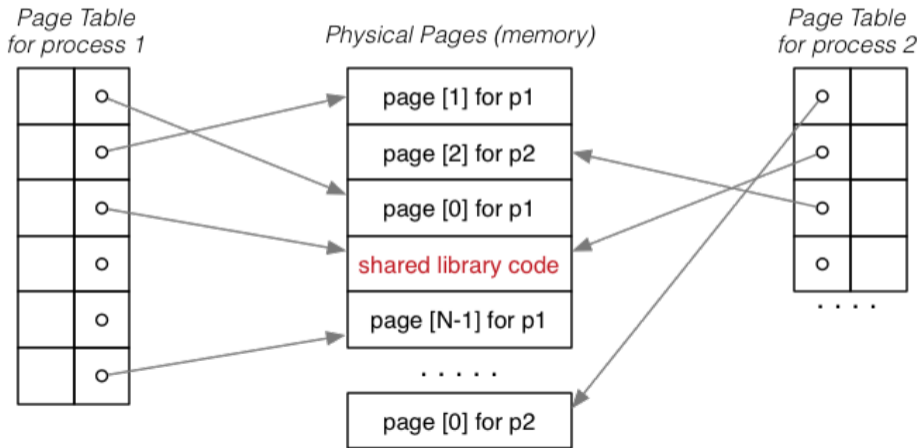 Page Table
for process 1
Physical Pages (memory)
Page Table
for process 2
page [1] for p1
page [2] for p2
page [0] for p1
shared library code
page [N-1] for p1
. . . . .
page [0] for p2
. . . .